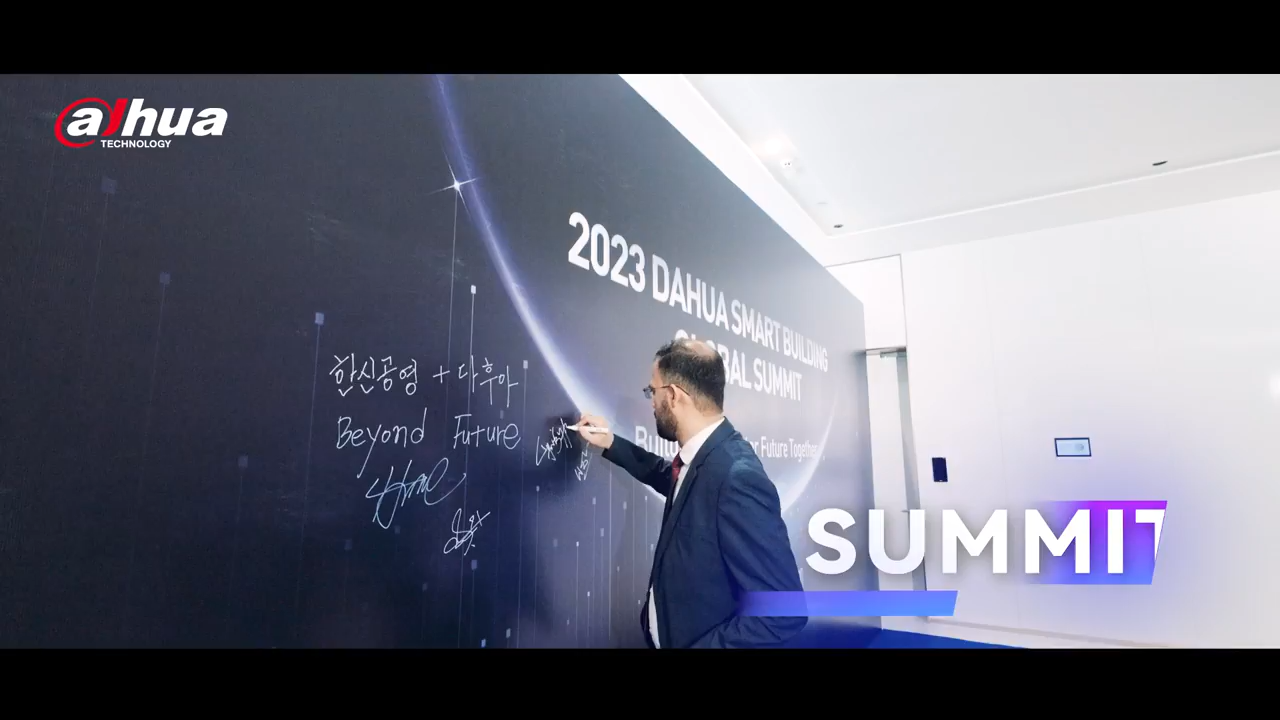 alhua
TECHNOLOGY
2023 DAHUA SMART BUILDING
SUMMIT
한신공영 + 다후아
Beyond Future
Future Together
SUMMIT